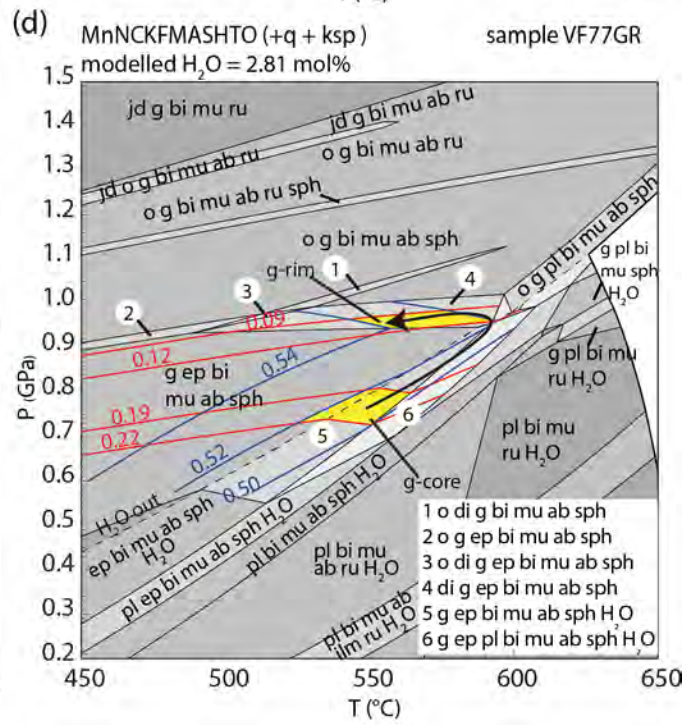 (d)
MnNCKFMASHTO (+q + ksp )
sample VF77GR
modelled H₂O = 2.81 mol%
1.5
1.4
1.3
1.2
1.1
1.0
0.9
0.8
0.7
0.6
0.5
0.4
0.3
0.2
P (GPa)
jd g bi mu ru
jd g bi mu ab ru
jd o g bi mu ab ru
o g bi mu ab ru
o g bi mu ab ru sph
o g bi mu ab sph
o g pl bi mu ab sph
g pl bi
mu sph
H₂O
g-rim
1
2
3
4
0.09
0.12
0.54
g ep bi
mu ab sph
0.19
0.22
g pl bi mu
ru H₂O
pl bi mu
ru H₂O
5
6
g-core
0.52
0.50
H₂O out
ep bi mu ab sph
H₂O
pl ep bi mu ab sph H₂O
pl bi mu ab sph H₂O
pl bi mu
ab ru H₂O
pl bi mu ab
ilm ru H₂O
1 o di g bi mu ab sph
2 o g ep bi mu ab sph
3 o di g ep bi mu ab sph
4 di g ep bi mu ab sph
5 g ep bi mu ab sph H₂O
6 g ep pl bi mu ab sph H₂O
450
500
550
600
650
T (°C)